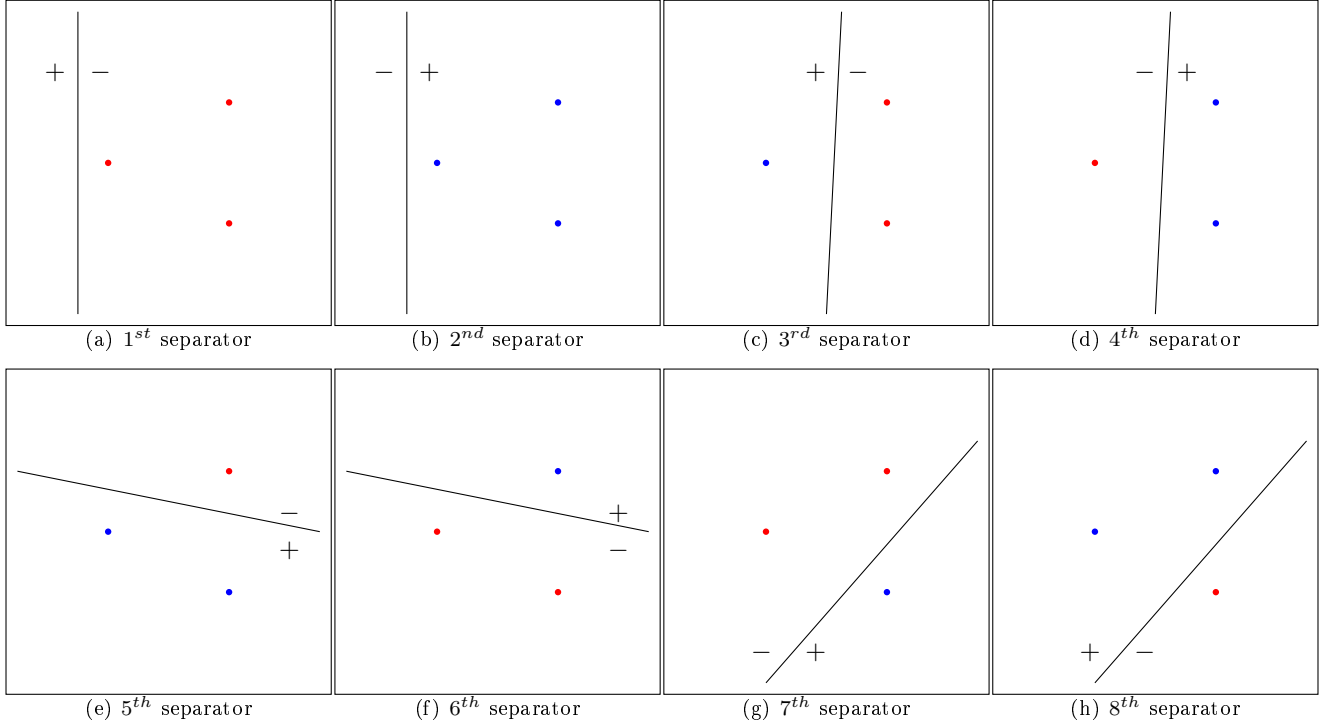 + − − + + − − +
(a) 1st separator (b) 2nd separator (c) 3rd separator (d) 4th separator
− +
+ −
− + + −
(e) 5th separator (f) 6th separator (g) 7th separator (h) 8th separator